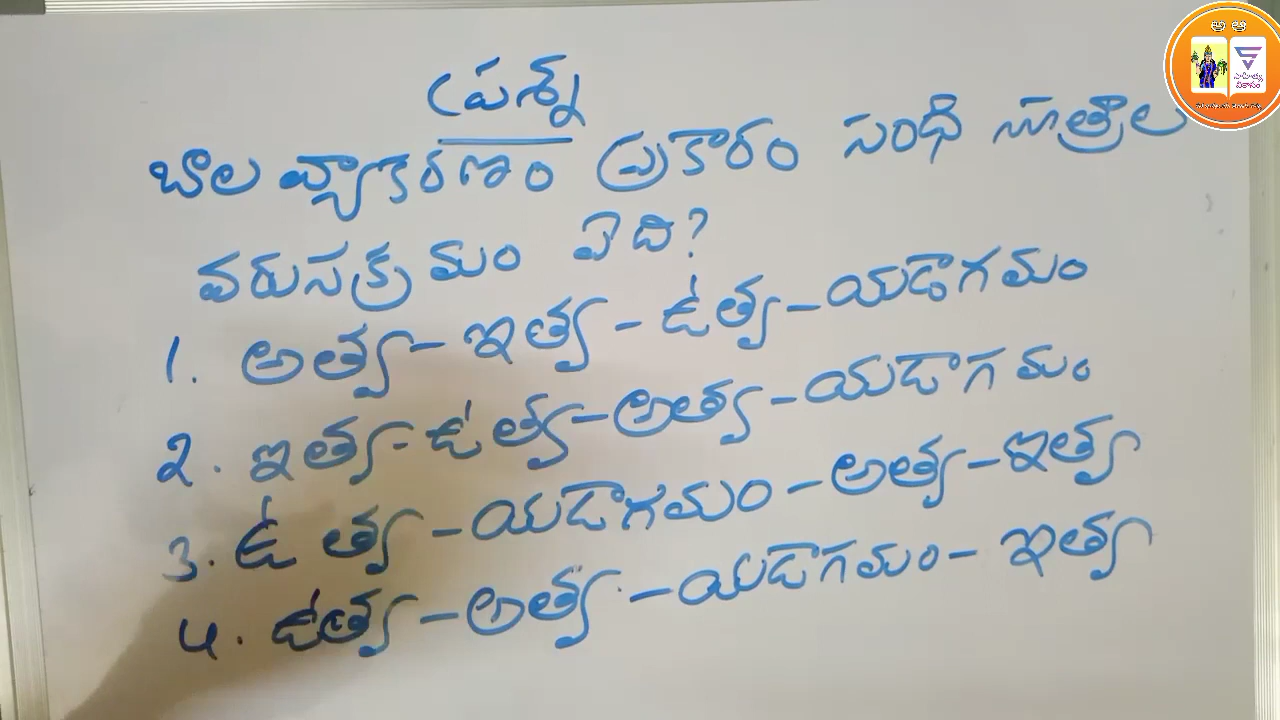 అ ఆ
ప్రశ్న
బాల వ్యాకరణం ప్రకారం సంధి సూత్రాల
వరుసక్రమం ఏది?
1. అత్వ - ఇత్వ - ఉత్వ - యడాగమం
2. ఇత్వ - ఉత్వ - అత్వ - యడాగమం
3. ఉత్వ - యడాగమం - అత్వ - ఇత్వ
4. ఉత్వ - అత్వ - యడాగమం - ఇత్వ